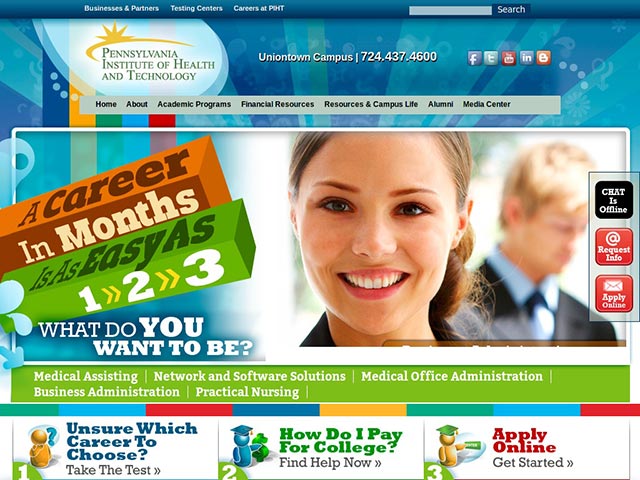 Businesses & Partners Testing Centers Careers at PIHT Search
PENNSYLVANIA
INSTITUTE OF HEALTH
AND TECHNOLOGY
Uniontown Campus | 724.437.4600
Home About Academic Programs Financial Resources Resources & Campus Life Alumni Media Center
A Career
In Months
Is As Easy As
1 » 2 » 3
WHAT DO YOU
WANT TO BE?
CHAT
Is
Offline
@
Request
Info
Apply
Online
Medical Assisting | Network and Software Solutions | Medical Office Administration |
Business Administration | Practical Nursing |
1
Unsure Which
Career To
Choose?
Take The Test »
2
How Do I Pay
For College?
Find Help Now »
3
Apply
Online
Get Started »